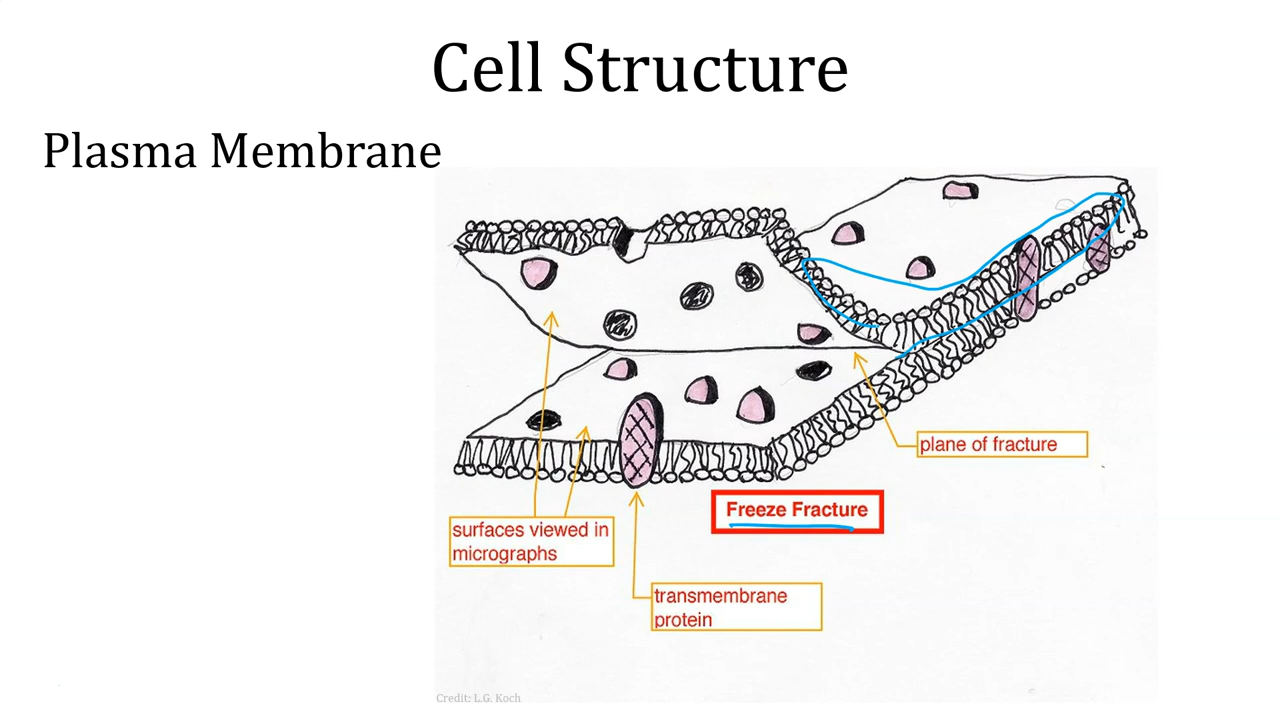 Cell Structure
Plasma Membrane
plane of fracture
Freeze Fracture
surfaces viewed in
micrographs
transmembrane
protein
Credit: L.G. Koch